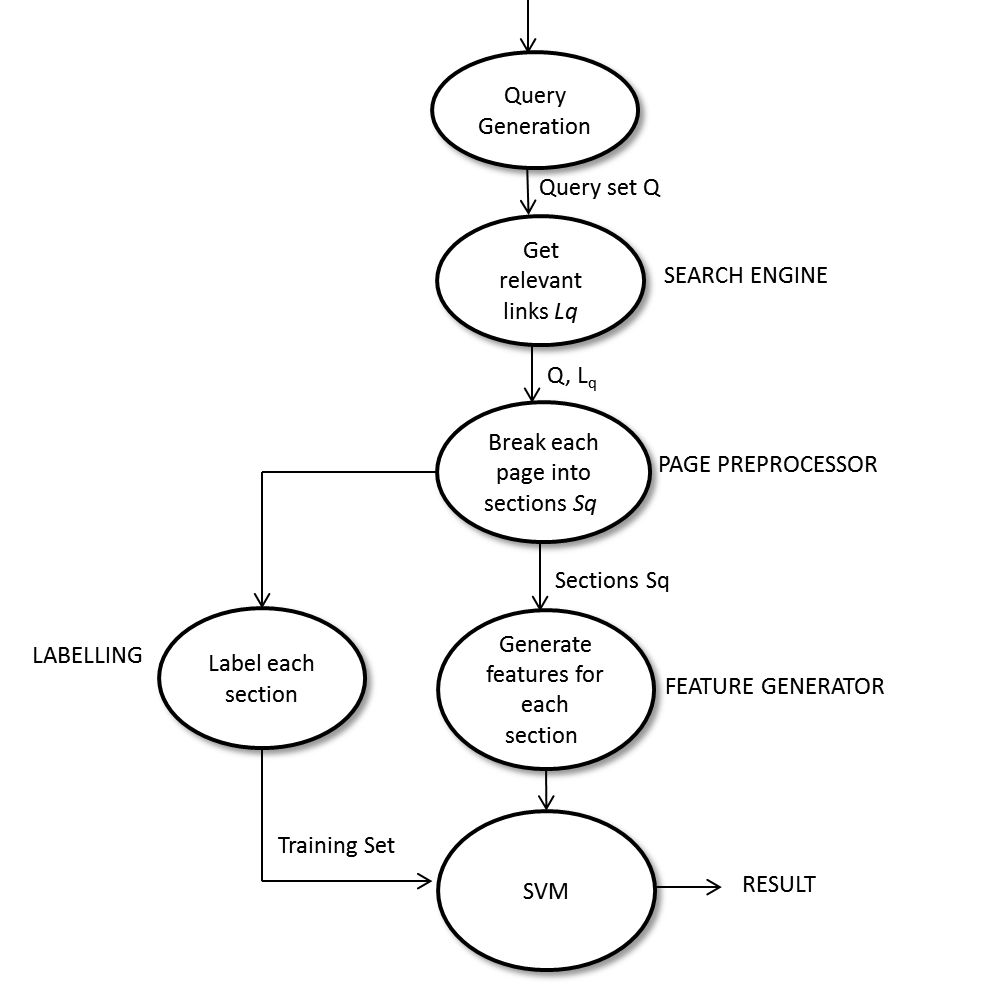 Query
Generation
Query set Q
Get
relevant
links Lq
SEARCH ENGINE
Q, Lq
Break each
page into
sections Sq
PAGE PREPROCESSOR
Sections Sq
LABELLING
Label each
section
Generate
features for
each
section
FEATURE GENERATOR
Training Set
SVM
RESULT